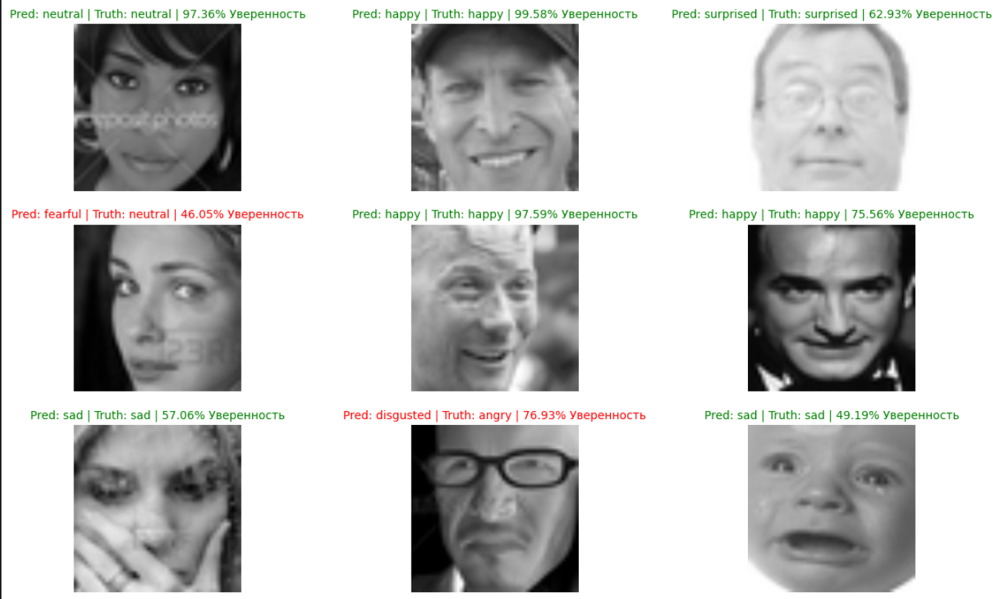 Pred: neutral | Truth: neutral | 97.36% Уверенность
Pred: happy | Truth: happy | 99.58% Уверенность
Pred: surprised | Truth: surprised | 62.93% Уверенность
Pred: fearful | Truth: neutral | 46.05% Уверенность
Pred: happy | Truth: happy | 97.59% Уверенность
Pred: happy | Truth: happy | 75.56% Уверенность
123R
Pred: sad | Truth: sad | 57.06% Уверенность
Pred: disgusted | Truth: angry | 76.93% Уверенность
Pred: sad | Truth: sad | 49.19% Уверенность